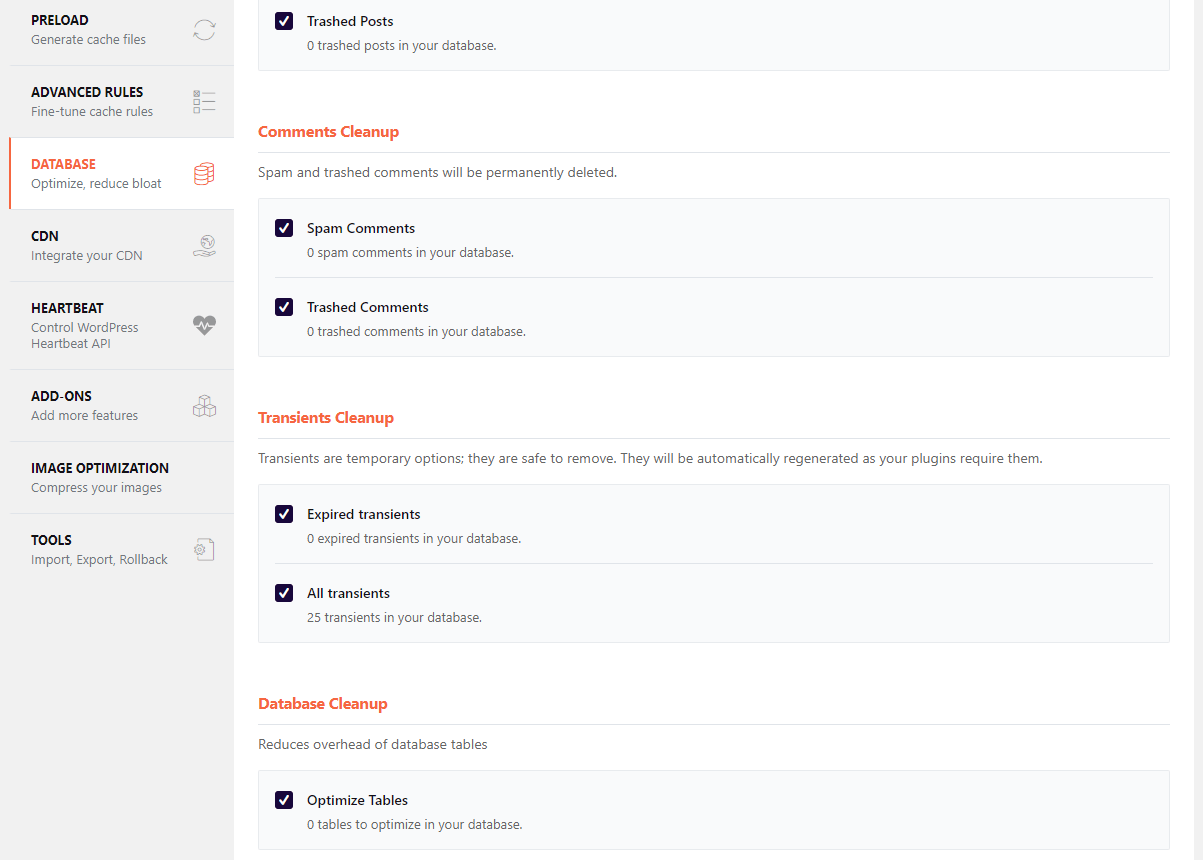 PRELOAD
Generate cache files
ADVANCED RULES
Fine-tune cache rules
DATABASE
Optimize, reduce bloat
CDN
Integrate your CDN
HEARTBEAT
Control WordPress
Heartbeat API
ADD-ONS
Add more features
IMAGE OPTIMIZATION
Compress your images
TOOLS
Import, Export, Rollback
Trashed Posts
0 trashed posts in your database.
Comments Cleanup
Spam and trashed comments will be permanently deleted.
Spam Comments
0 spam comments in your database.
Trashed Comments
0 trashed comments in your database.
Transients Cleanup
Transients are temporary options; they are safe to remove. They will be automatically regenerated as your plugins require them.
Expired transients
0 expired transients in your database.
All transients
25 transients in your database.
Database Cleanup
Reduces overhead of database tables
Optimize Tables
0 tables to optimize in your database.